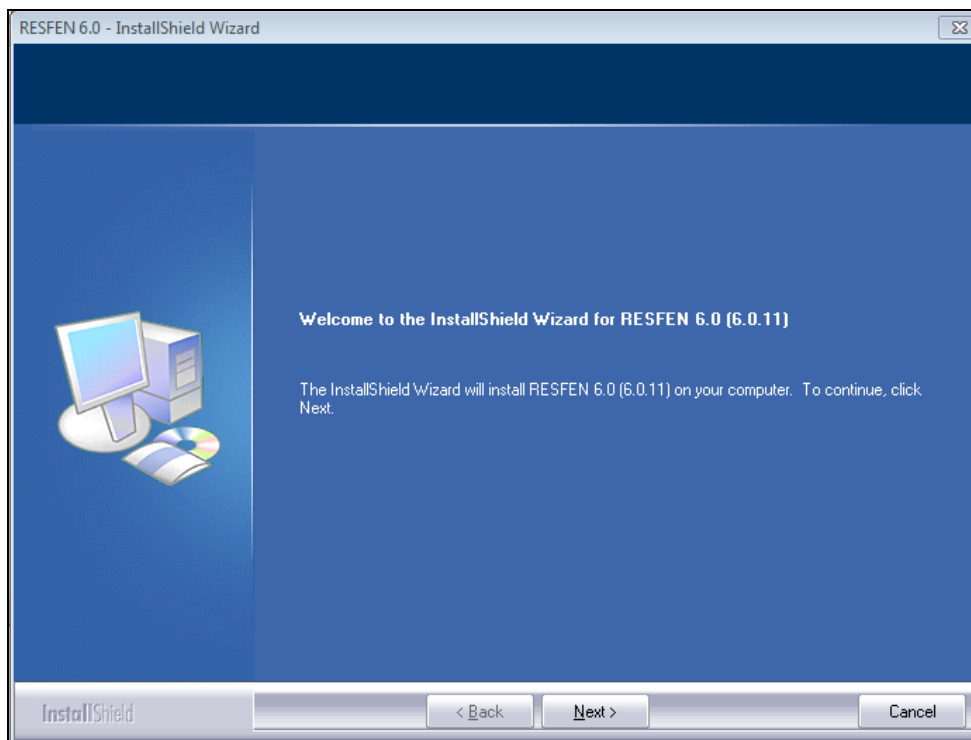 RESFEN 6.0 - InstallShield Wizard
Welcome to the InstallShield Wizard for RESFEN 6.0 (6.0.11)
The InstallShield Wizard will install RESFEN 6.0 (6.0.11) on your computer.  To continue, click
Next.
InstallShield
< Back
Next >
Cancel